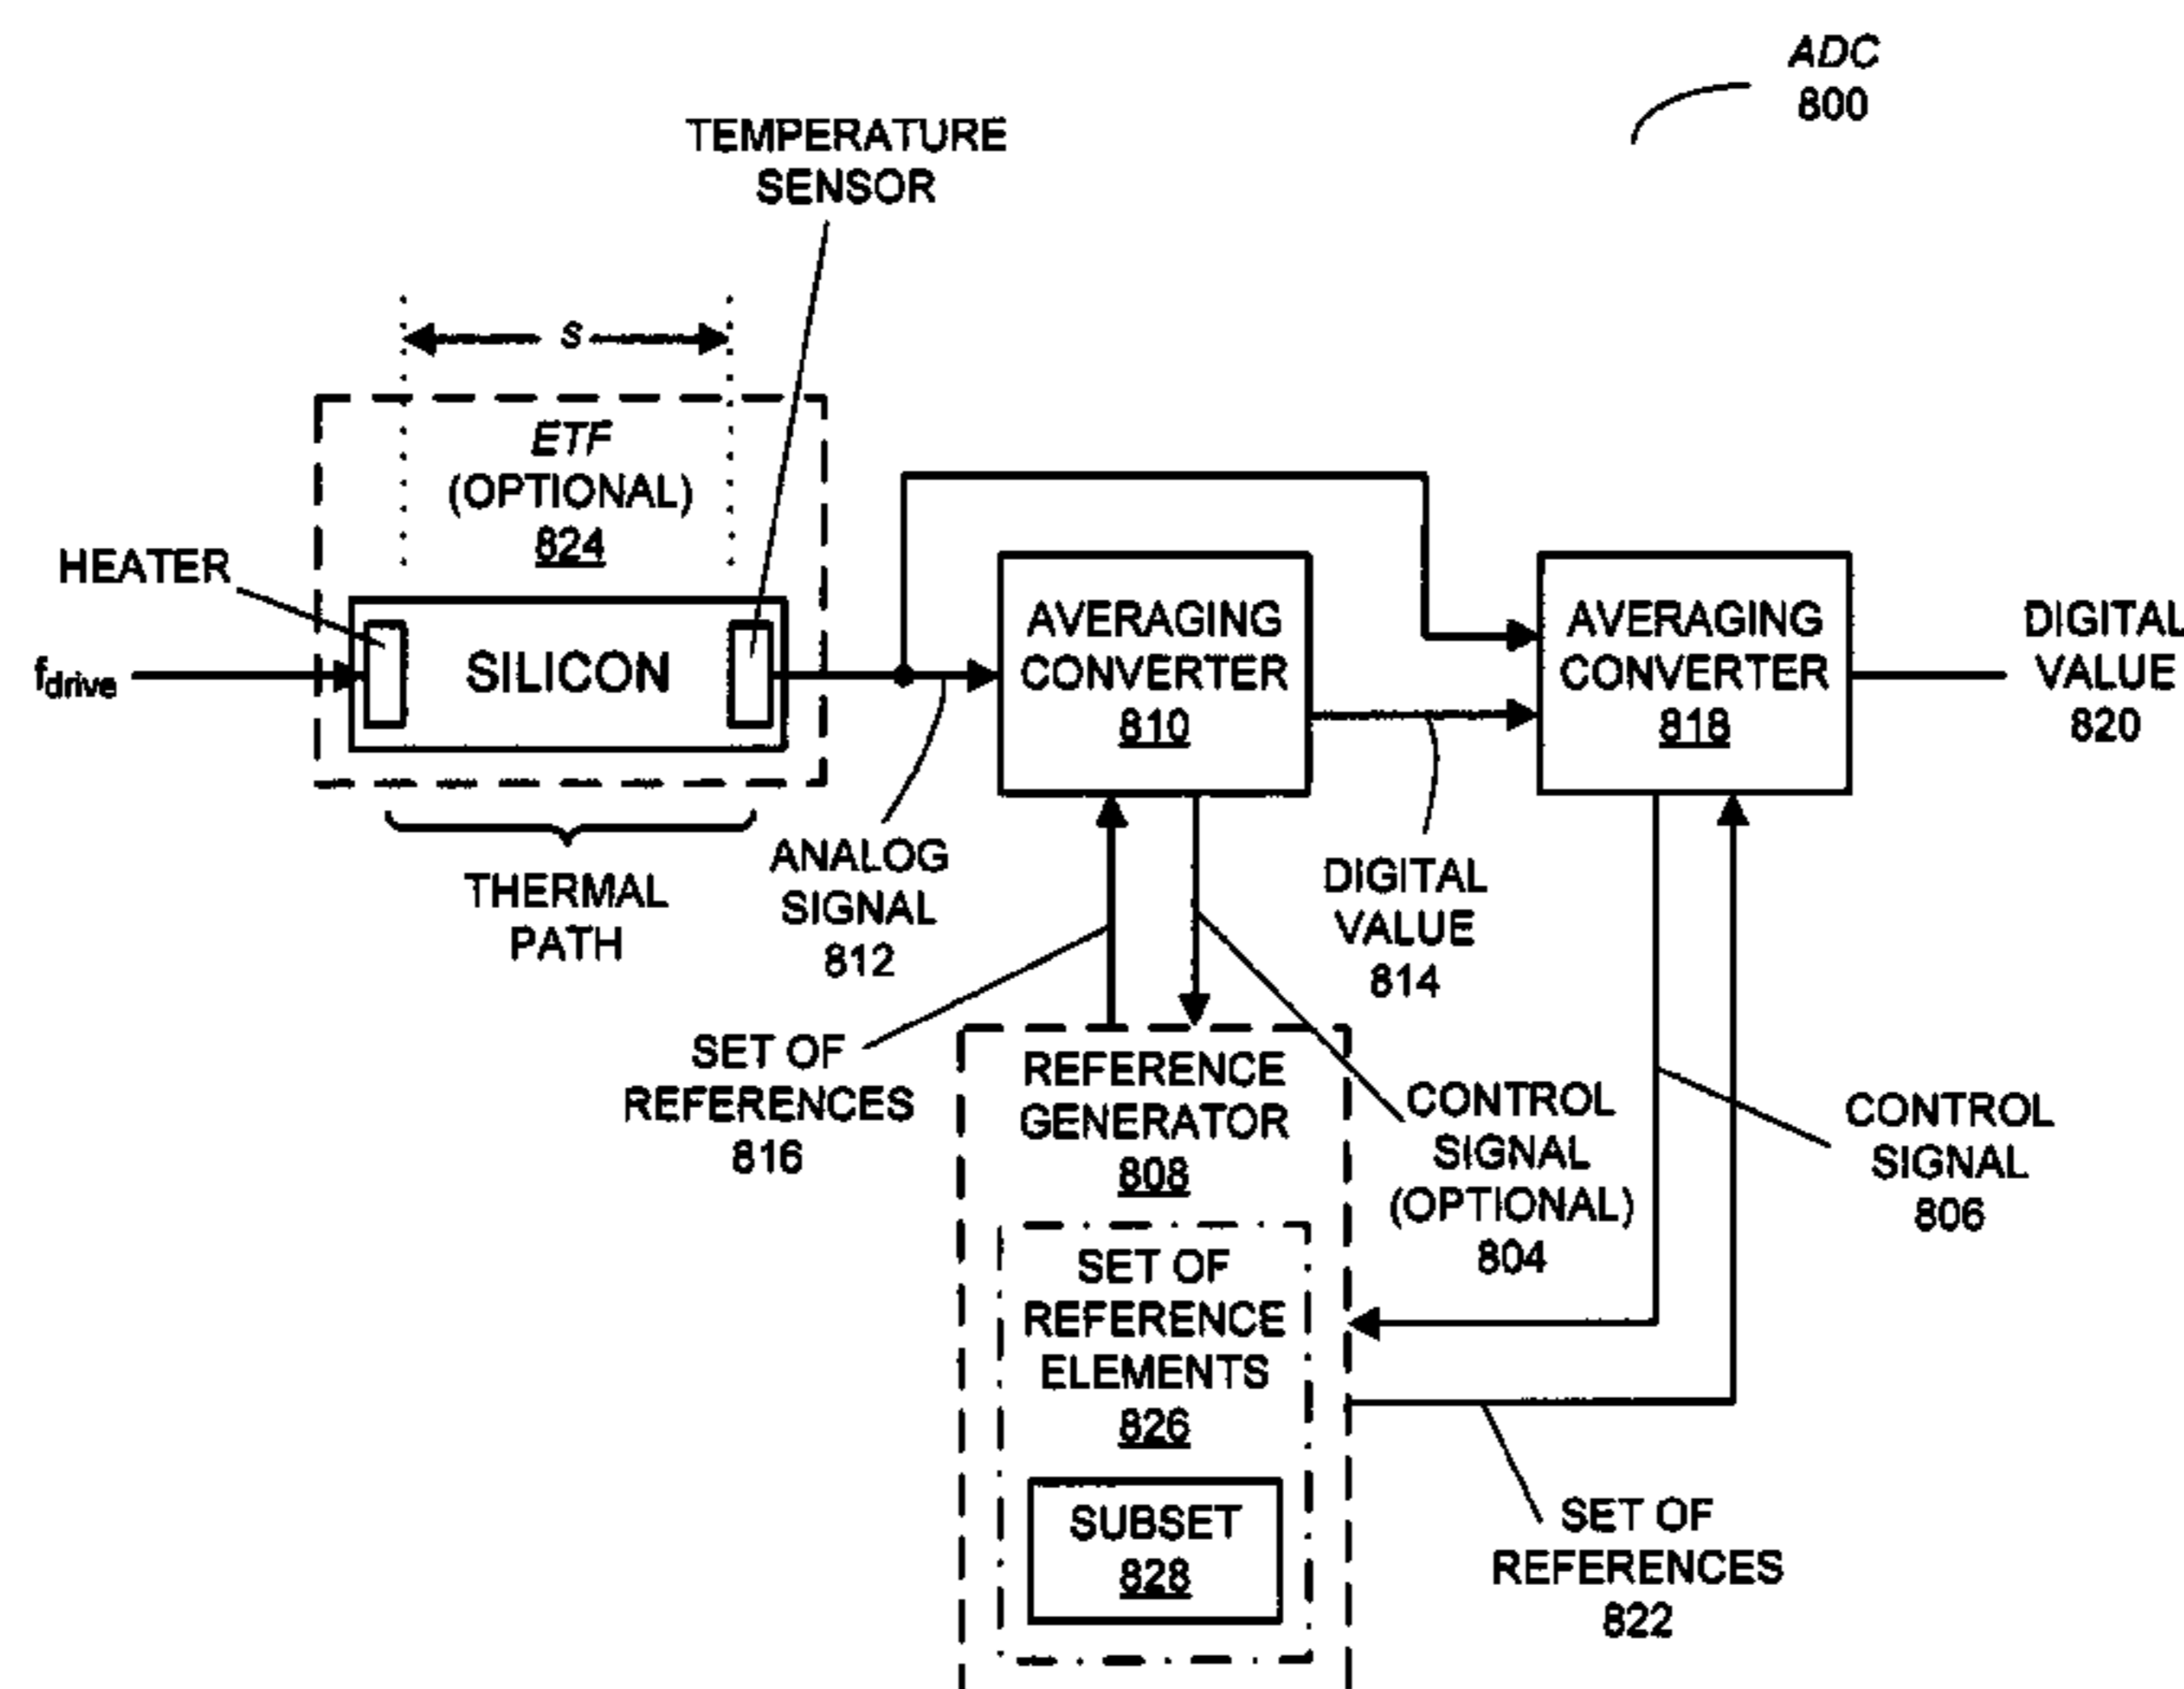 ADC
800
TEMPERATURE
SENSOR
s
ETF
(OPTIONAL)
824
HEATER
fdrive
SILICON
AVERAGING
CONVERTER
810
AVERAGING
CONVERTER
818
DIGITAL
VALUE
820
THERMAL
PATH
ANALOG
SIGNAL
812
DIGITAL
VALUE
814
SET OF
REFERENCES
816
REFERENCE
GENERATOR
808
CONTROL
SIGNAL
(OPTIONAL)
804
CONTROL
SIGNAL
806
SET OF
REFERENCE
ELEMENTS
826
SUBSET
828
SET OF
REFERENCES
822